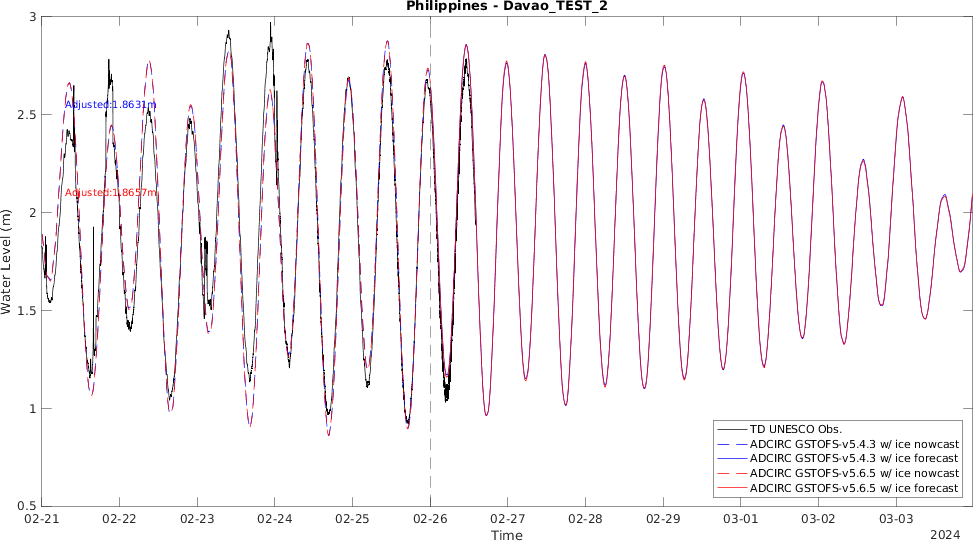 Philippines - Davao_TEST_2
3
2.5
2
1.5
1
0.5
Water Level (m)
Adjusted:1.8631m
Adjusted:1.8657m
TD UNESCO Obs.
ADCIRC GSTOFS-v5.4.3 w/ ice nowcast
ADCIRC GSTOFS-v5.4.3 w/ ice forecast
ADCIRC GSTOFS-v5.6.5 w/ ice nowcast
ADCIRC GSTOFS-v5.6.5 w/ ice forecast
02-21 02-22 02-23 02-24 02-25 02-26 02-27 02-28 02-29 03-01 03-02 03-03
Time
2024